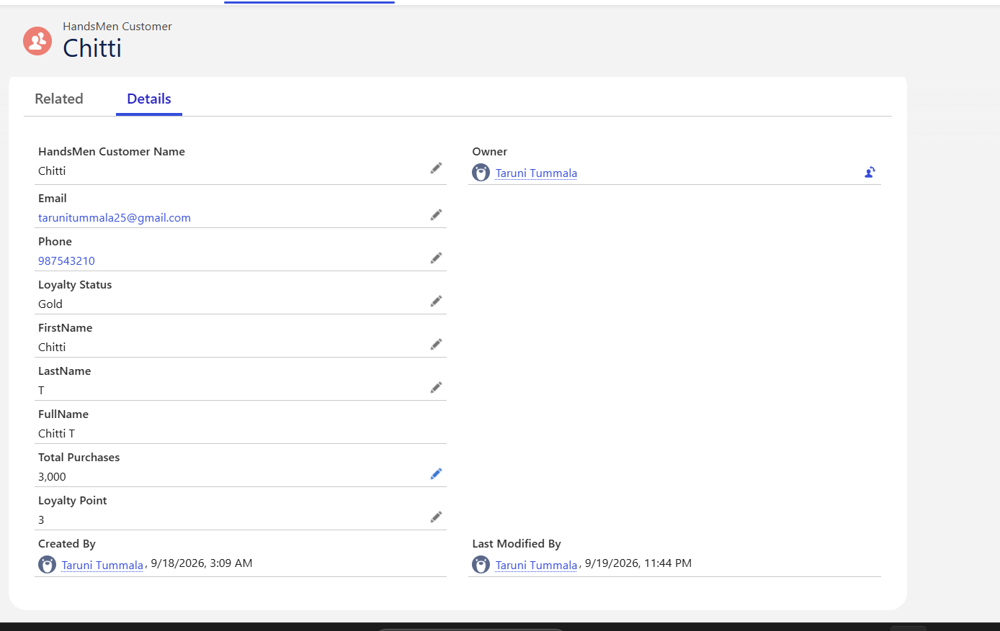 HandsMen Customer
Chitti
Related
Details
HandsMen Customer Name
Chitti
Owner
Taruni Tummala
Email
tarunitummala25@gmail.com
Phone
987543210
Loyalty Status
Gold
FirstName
Chitti
LastName
T
FullName
Chitti T
Total Purchases
3,000
Loyalty Point
3
Created By
Taruni Tummala, 9/18/2026, 3:09 AM
Last Modified By
Taruni Tummala, 9/19/2026, 11:44 PM